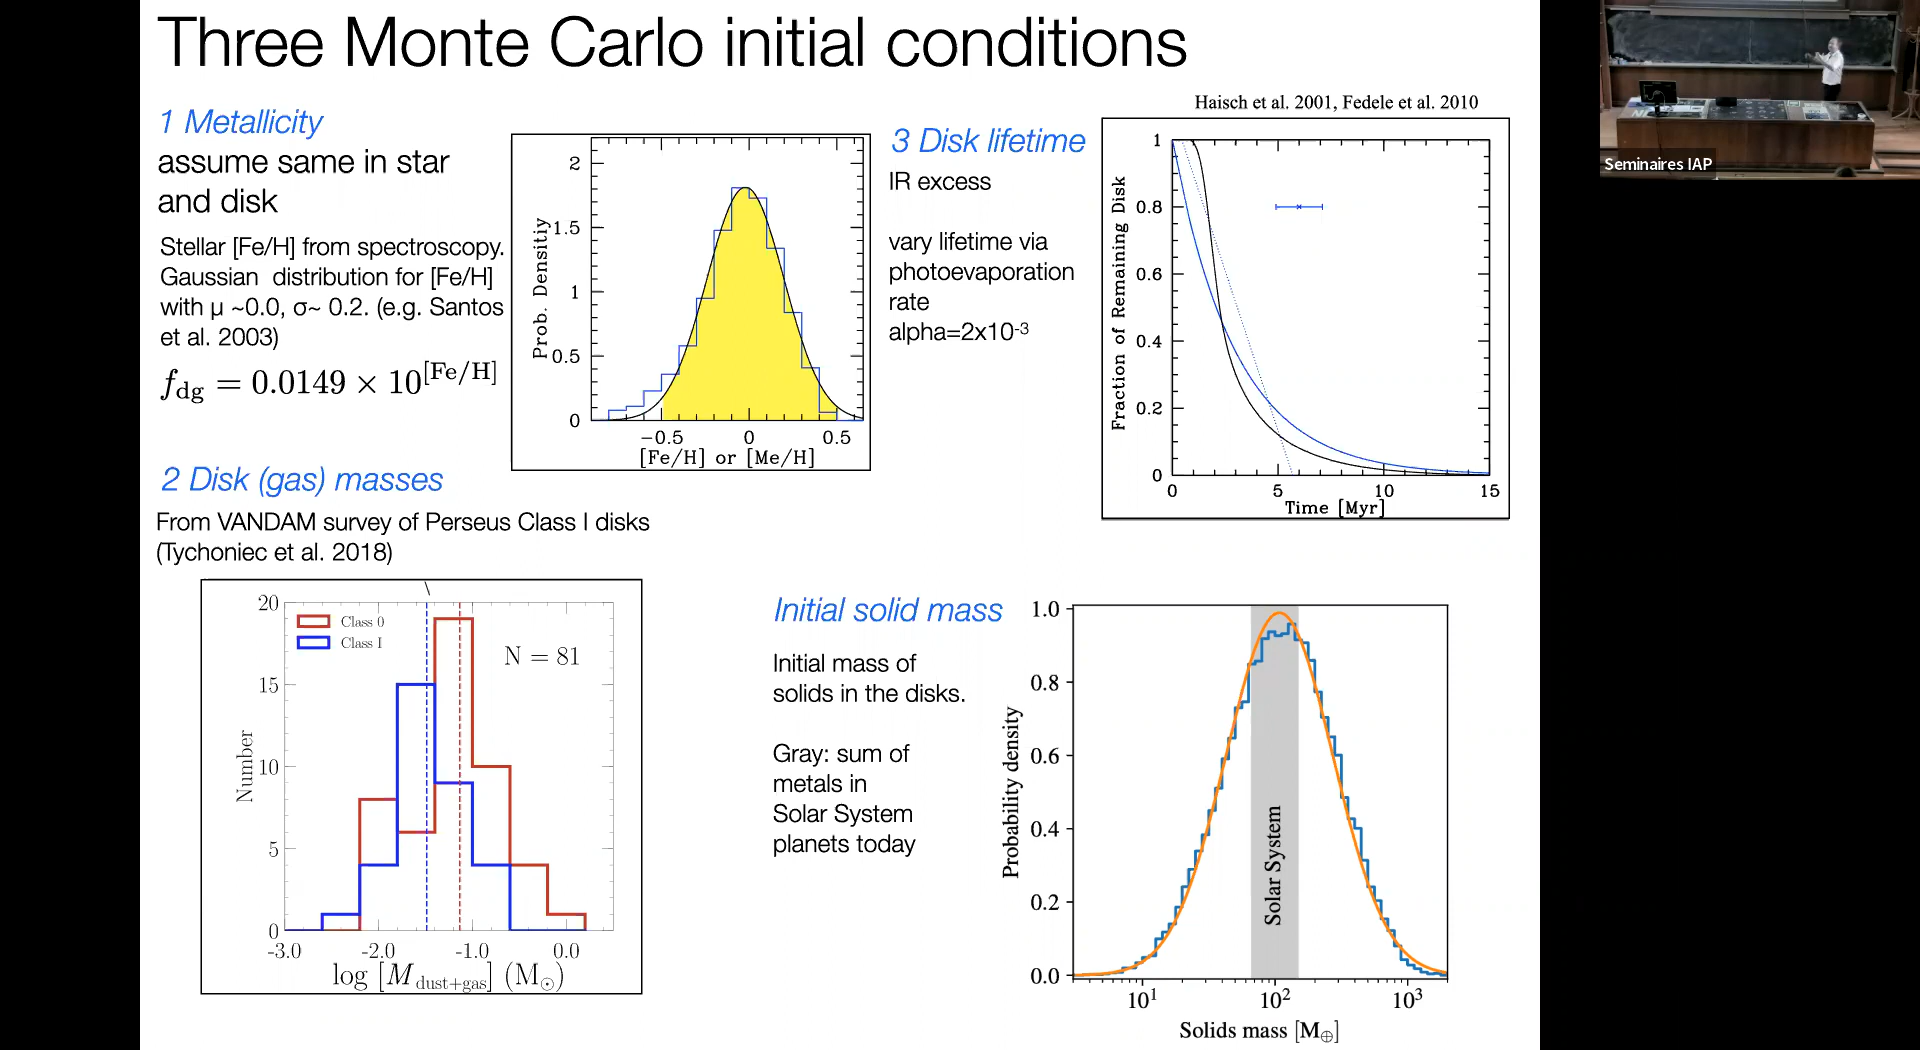 Three Monte Carlo initial conditions
1 Metallicity
assume same in star
and disk
Stellar [Fe/H] from spectroscopy.
Gaussian distribution for [Fe/H]
with μ ~0.0, σ~ 0.2. (e.g. Santos
et al. 2003)
f_dg = 0.0149 × 10^[Fe/H]
Prob. Densitiy
2
1.5
1
0.5
0
−0.5 0 0.5
[Fe/H] or [Me/H]
3 Disk lifetime
IR excess
vary lifetime via
photoevaporation
rate
alpha=2x10-3
Haisch et al. 2001, Fedele et al. 2010
Fraction of Remaining Disk
1
0.8
0.6
0.4
0.2
0
0 5 10 15
Time [Myr]
2 Disk (gas) masses
From VANDAM survey of Perseus Class I disks
(Tychoniec et al. 2018)
Class 0
Class I
N = 81
Number
20
15
10
5
0
-3.0 -2.0 -1.0 0.0
log [M_dust+gas] (M_⊙)
Initial solid mass
Initial mass of
solids in the disks.
Gray: sum of
metals in
Solar System
planets today
Probability density
1.0
0.8
0.6
0.4
0.2
0.0
Solar System
10^1 10^2 10^3
Solids mass [M_⊕]
Seminaires IAP